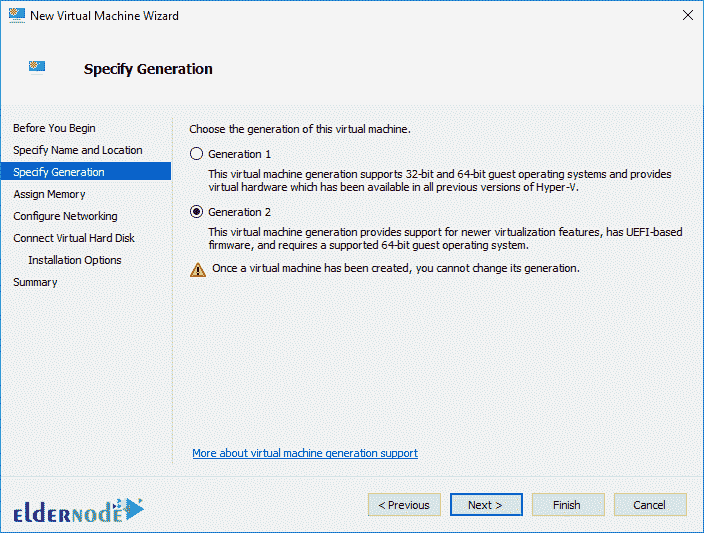 New Virtual Machine Wizard
Specify Generation
Before You Begin
Specify Name and Location
Specify Generation
Assign Memory
Configure Networking
Connect Virtual Hard Disk
Installation Options
Summary
Choose the generation of this virtual machine.
Generation 1
This virtual machine generation supports 32-bit and 64-bit guest operating systems and provides
virtual hardware which has been available in all previous versions of Hyper-V.
Generation 2
This virtual machine generation provides support for newer virtualization features, has UEFI-based
firmware, and requires a supported 64-bit guest operating system.
Once a virtual machine has been created, you cannot change its generation.
More about virtual machine generation support
elderNode
< Previous
Next >
Finish
Cancel